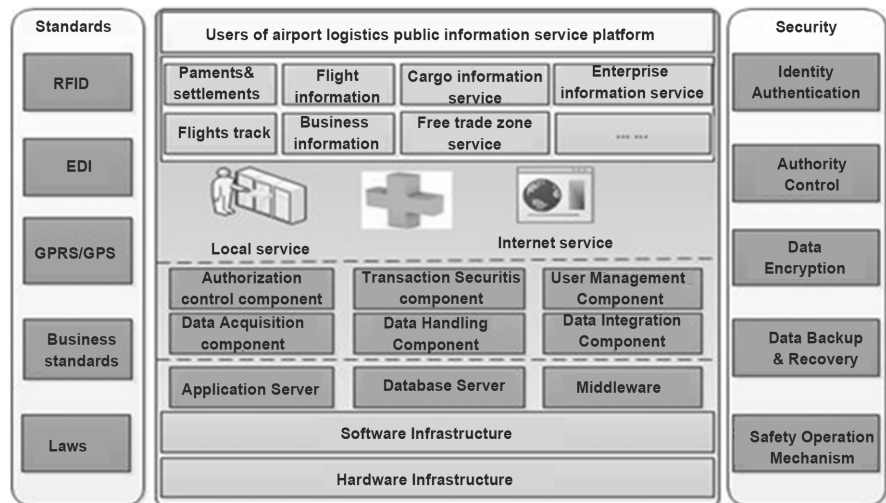 Standards
RFID
EDI
GPRS/GPS
Business
standards
Laws
Users of airport logistics public information service platform
Paments&
settlements
Flight
information
Cargo information
service
Enterprise
information service
Flights track
Business
information
Free trade zone
service
... ...
Local service
Internet service
Authorization
control component
Transaction Securitis
component
User Management
Component
Data Acquisition
component
Data Handling
Component
Data Integration
Component
Application Server
Database Server
Middleware
Software Infrastructure
Hardware Infrastructure
Security
Identity
Authentication
Authority
Control
Data
Encryption
Data Backup
& Recovery
Safety Operation
Mechanism